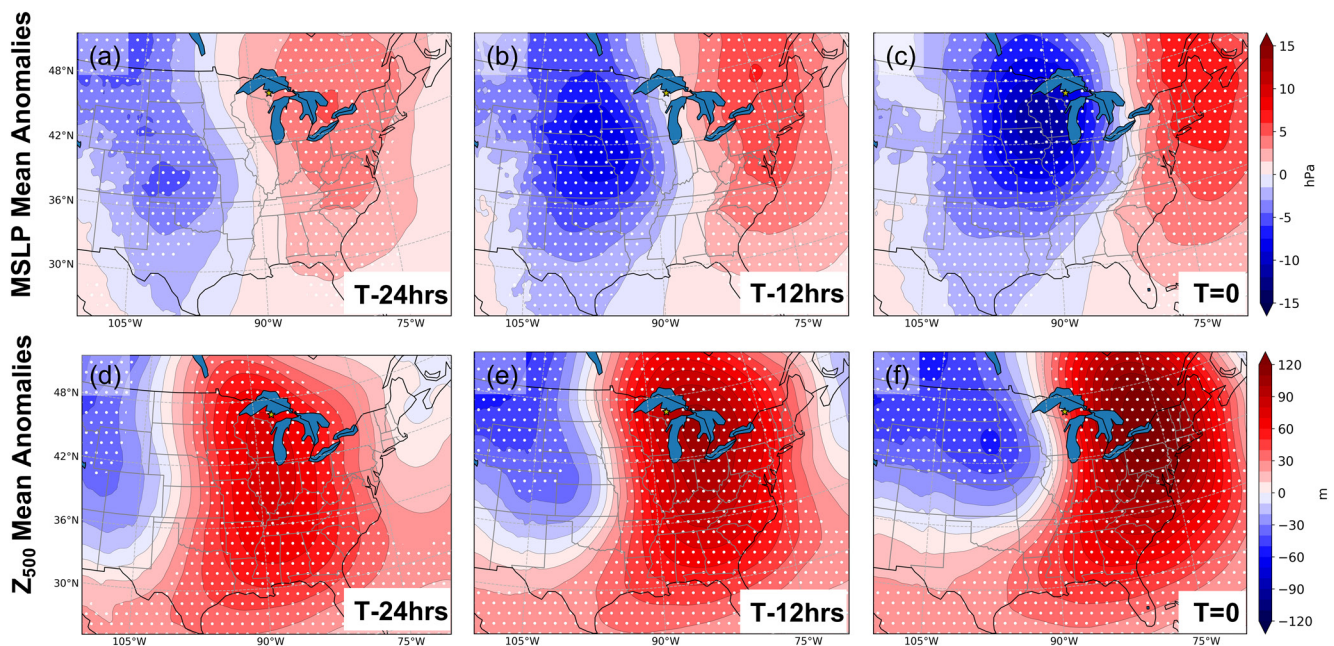 MSLP Mean Anomalies
(a)
T-24hrs
48°N
42°N
36°N
30°N
105°W
90°W
75°W
(b)
T-12hrs
105°W
90°W
75°W
(c)
T=0
105°W
90°W
75°W
15
10
5
0
-5
-10
-15
hPa
Z500 Mean Anomalies
(d)
T-24hrs
48°N
42°N
36°N
30°N
105°W
90°W
75°W
(e)
T-12hrs
105°W
90°W
75°W
(f)
T=0
105°W
90°W
75°W
120
90
60
30
0
−30
−60
−90
−120
m